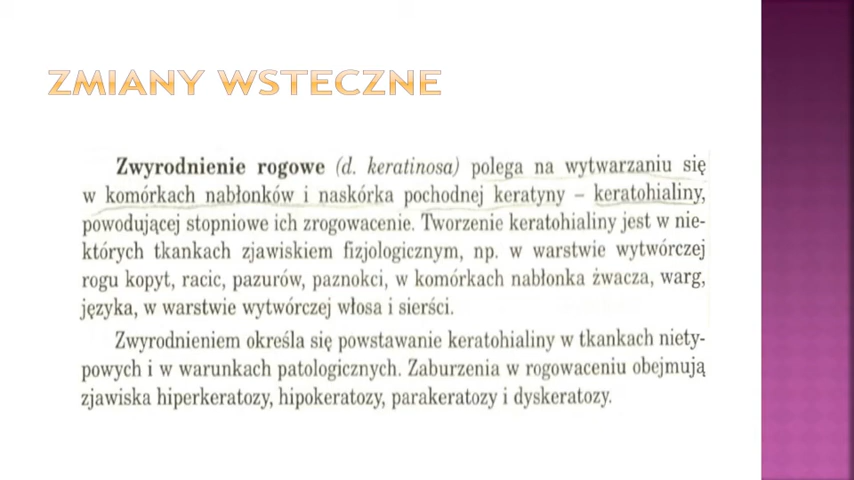 ZMIANY WSTECZNE
Zwyrodnienie rogowe (d. keratinosa) polega na wytwarzaniu się
w komórkach nabłonków i naskórka pochodnej keratyny – keratohialiny,
powodującej stopniowe ich zrogowacenie. Tworzenie keratohialiny jest w nie-
których tkankach zjawiskiem fizjologicznym, np. w warstwie wytwórczej
rogu kopyt, racic, pazurów, paznokci, w komórkach nabłonka żwacza, warg,
języka, w warstwie wytwórczej włosa i sierści.
Zwyrodnieniem określa się powstawanie keratohialiny w tkankach niety-
powych i w warunkach patologicznych. Zaburzenia w rogowaceniu obejmują
zjawiska hiperkeratozy, hipokeratozy, parakeratozy i dyskeratozy.